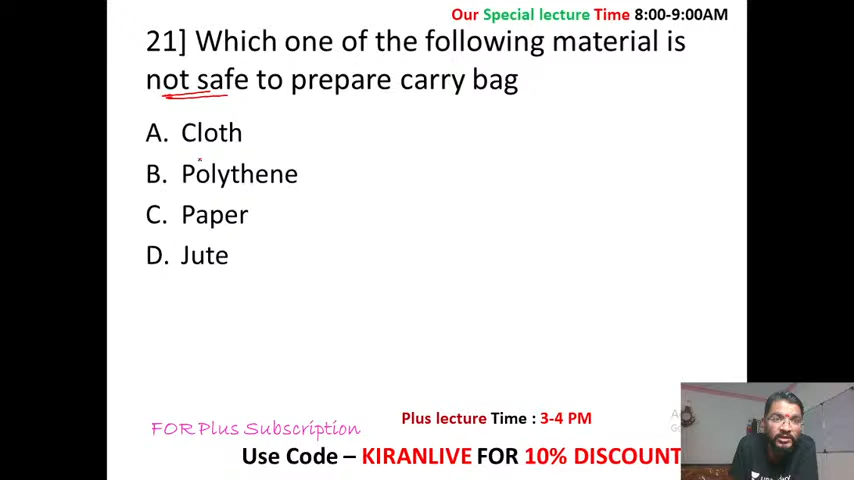 Our Special lecture Time 8:00-9:00AM
21] Which one of the following material is
not safe to prepare carry bag
A. Cloth
B. Polythene
C. Paper
D. Jute
Plus lecture Time : 3-4 PM
FOR Plus Subscription
Use Code – KIRANLIVE FOR 10% DISCOUNT